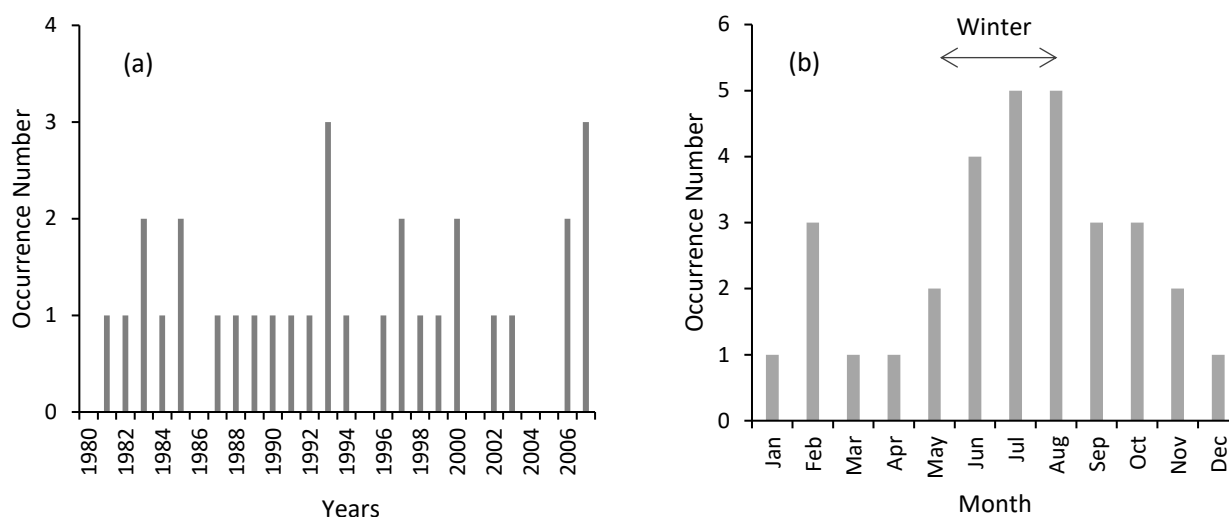 (a)
Occurrence Number
4
3
2
1
0
1980
1982
1984
1986
1988
1990
1992
1994
1996
1998
2000
2002
2004
2006
Years
(b)
Winter
Occurrence Number
6
5
4
3
2
1
0
Jan
Feb
Mar
Apr
May
Jun
Jul
Aug
Sep
Oct
Nov
Dec
Month